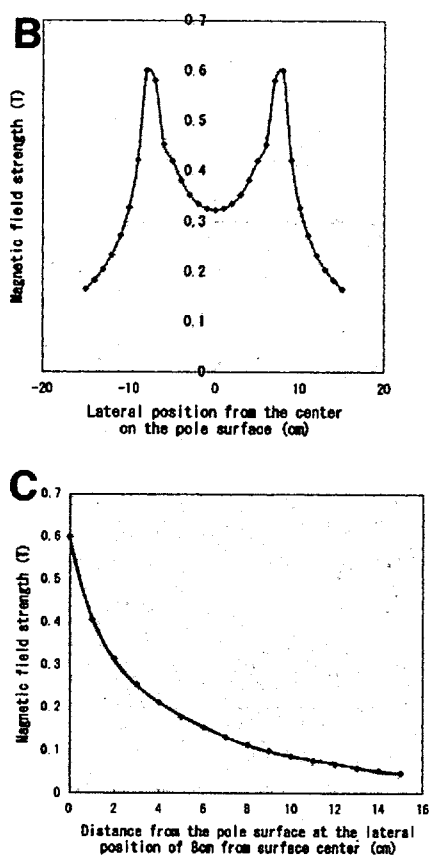 B
0.7
0.6
0.5
0.4
0.3
0.2
0.1
0
Magnetic field strength (T)
-20 -10 0 10 20
Lateral position from the center
on the pole surface (cm)
C
0.7
0.6
0.5
0.4
0.3
0.2
0.1
0
Magnetic field strength (T)
0 2 4 6 8 10 12 14 16
Distance from the pole surface at the lateral
position of 8cm from surface center (cm)